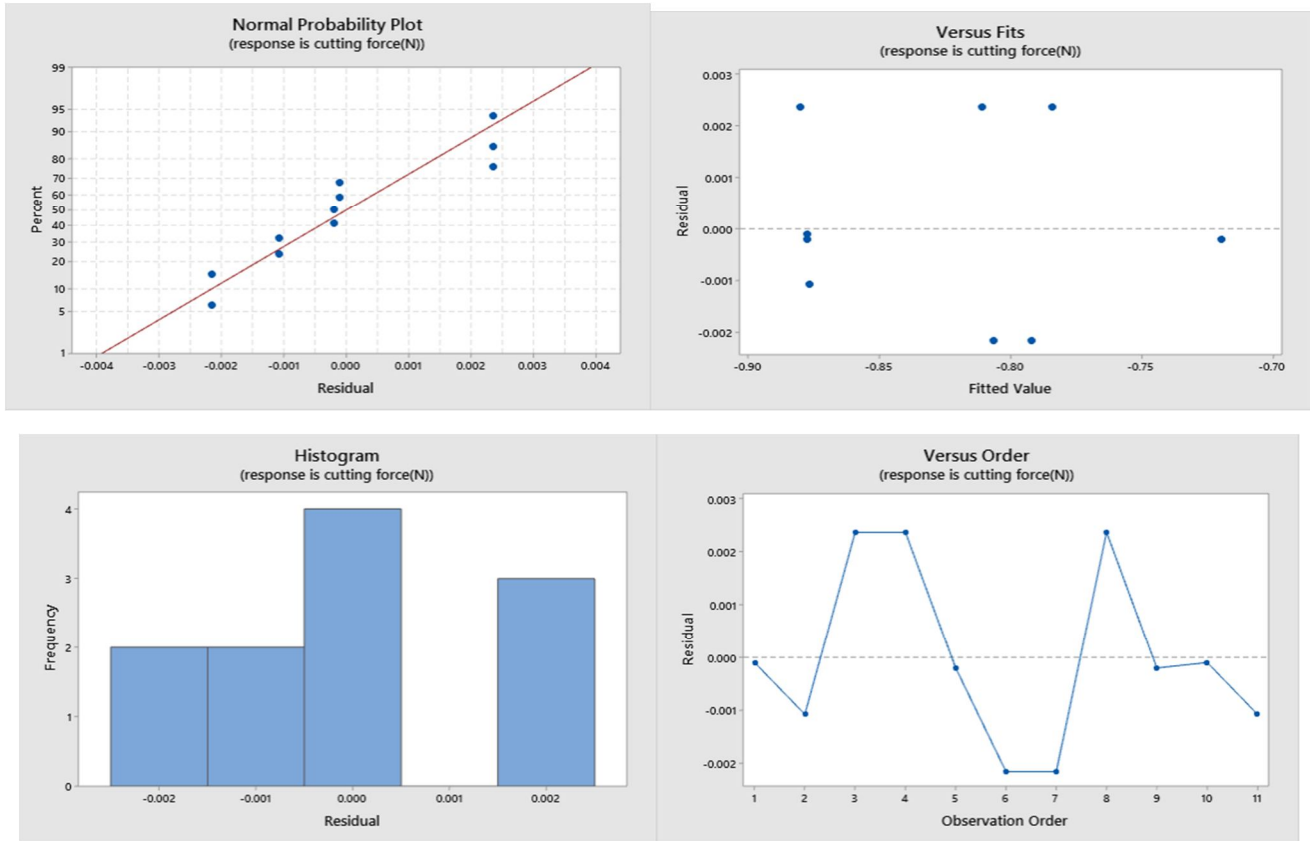 Normal Probability Plot
(response is cutting force(N))
99
95
90
80
70
60
50
40
30
20
10
5
1
Percent
-0.004 -0.003 -0.002 -0.001 0.000 0.001 0.002 0.003 0.004
Residual
Versus Fits
(response is cutting force(N))
0.003
0.002
0.001
0.000
-0.001
-0.002
Residual
-0.90 -0.85 -0.80 -0.75 -0.70
Fitted Value
Histogram
(response is cutting force(N))
4
3
2
1
0
Frequency
-0.002 -0.001 0.000 0.001 0.002
Residual
Versus Order
(response is cutting force(N))
0.003
0.002
0.001
0.000
-0.001
-0.002
Residual
1 2 3 4 5 6 7 8 9 10 11
Observation Order